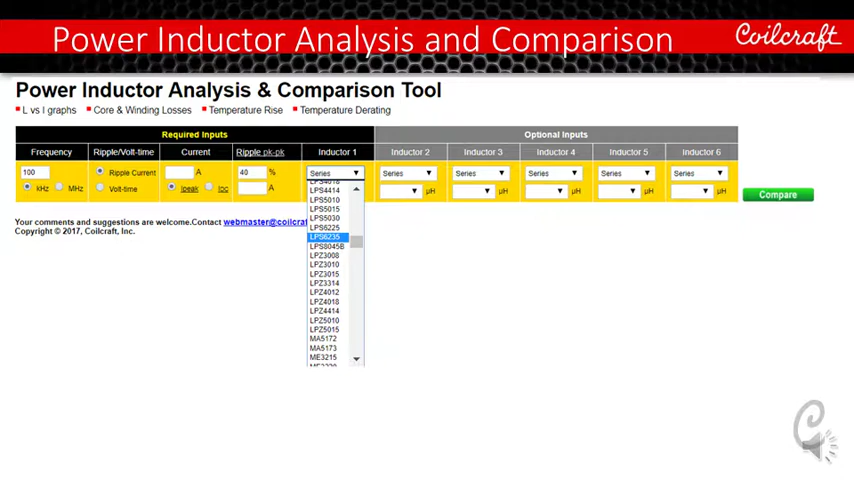 Power Inductor Analysis and Comparison
Coilcraft
Power Inductor Analysis & Comparison Tool
L vs I graphs Core & Winding Losses Temperature Rise Temperature Derating
Required Inputs Optional Inputs
Frequency Ripple/Volt-time Current Ripple pk-pk Inductor 1 Inductor 2 Inductor 3 Inductor 4 Inductor 5 Inductor 6
100 Ripple Current A 40 % Series Series Series Series Series Series
kHz MHz Volt-time Ipeak IDC A µH µH µH µH µH
Compare
LPS4018
LPS4414
LPS5010
LPS5015
LPS5030
LPS6225
LPS6235
LPS8045B
LPZ3008
LPZ3010
LPZ3015
LPZ3314
LPZ4012
LPZ4018
LPZ4414
LPZ5010
LPZ5015
MA5172
MA5173
ME3215
Your comments and suggestions are welcome.Contact webmaster@coilcraf
Copyright © 2017, Coilcraft, Inc.